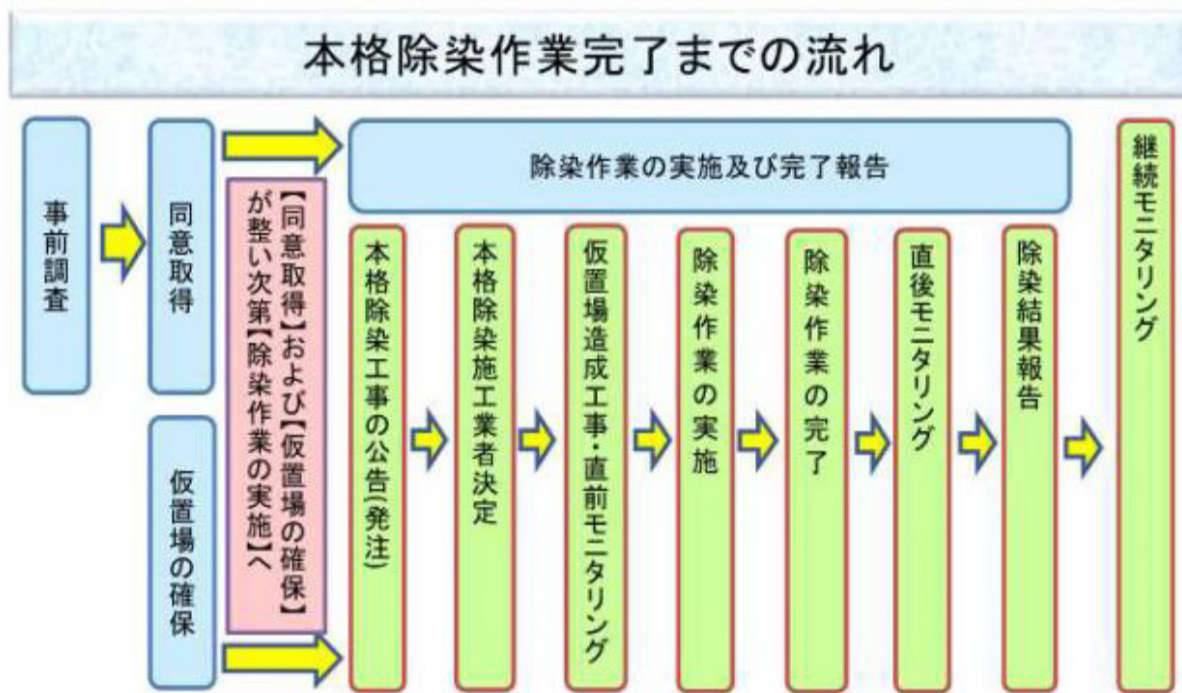 本格除染作業完了までの流れ
事前調査
同意取得
仮置場の確保
【同意取得】および【仮置場の確保】
が整い次第【除染作業の実施】へ
除染作業の実施及び完了報告
本格除染工事の公告(発注)
本格除染施工業者決定
仮置場造成工事・直前モニタリング
除染作業の実施
除染作業の完了
直後モニタリング
除染結果報告
継続モニタリング